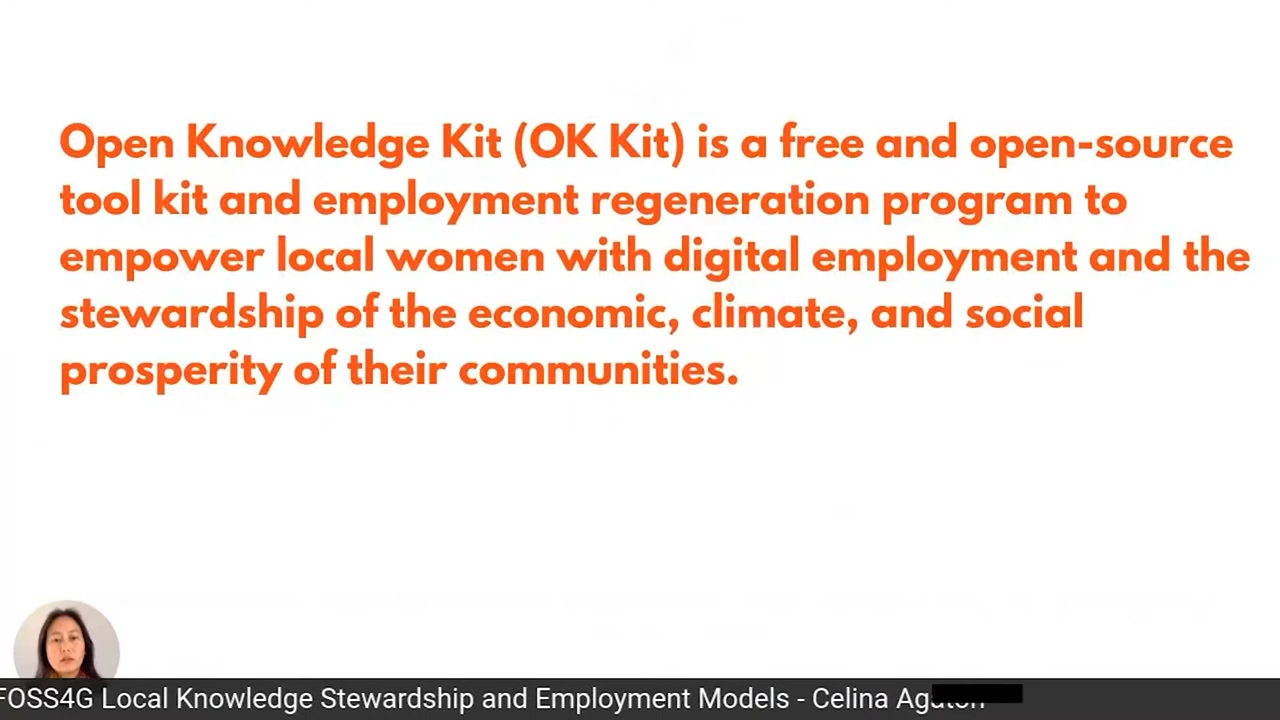 Open Knowledge Kit (OK Kit) is a free and open-source
tool kit and employment regeneration program to
empower local women with digital employment and the
stewardship of the economic, climate, and social
prosperity of their communities.
FOSS4G Local Knowledge Stewardship and Employment Models - Celina